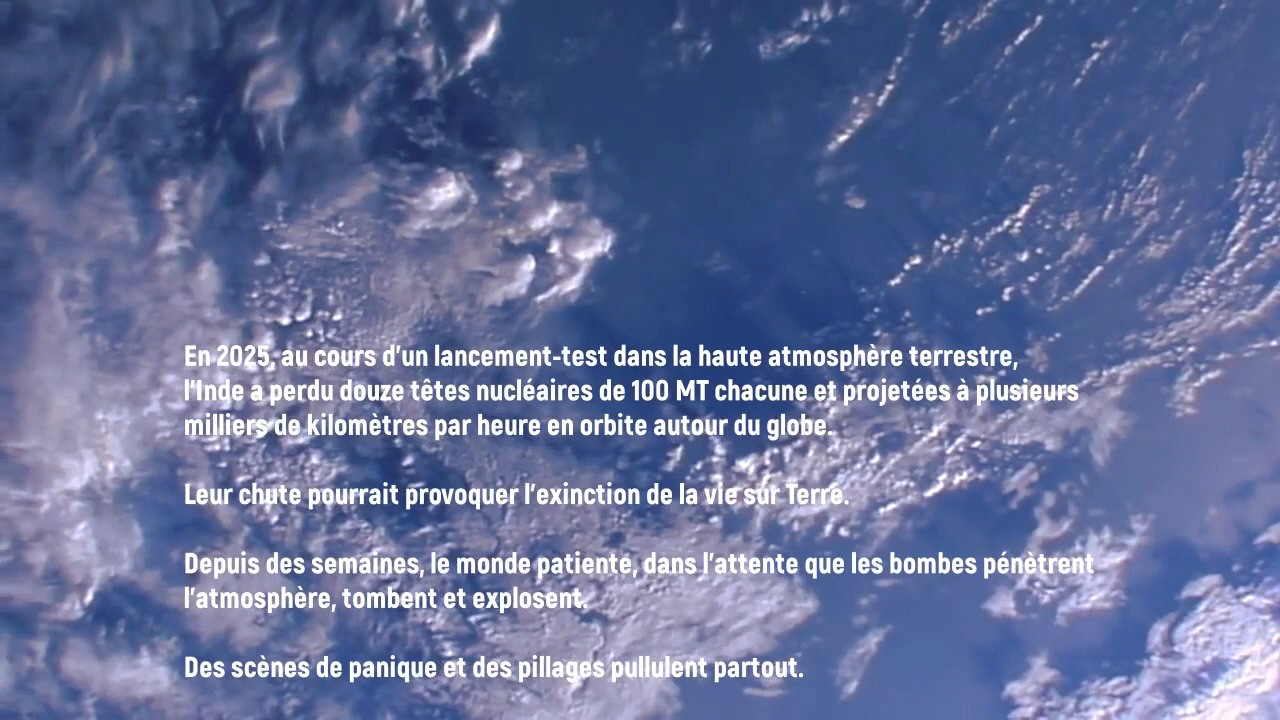 En 2025, au cours d'un lancement-test dans la haute atmosphère terrestre,
l'Inde a perdu douze têtes nucléaires de 100 MT chacune et projetées à plusieurs
milliers de kilomètres par heure en orbite autour du globe.
Leur chute pourrait provoquer l'exinction de la vie sur Terre.
Depuis des semaines, le monde patiente, dans l'attente que les bombes pénètrent
l'atmosphère, tombent et explosent.
Des scènes de panique et des pillages pullulent partout.